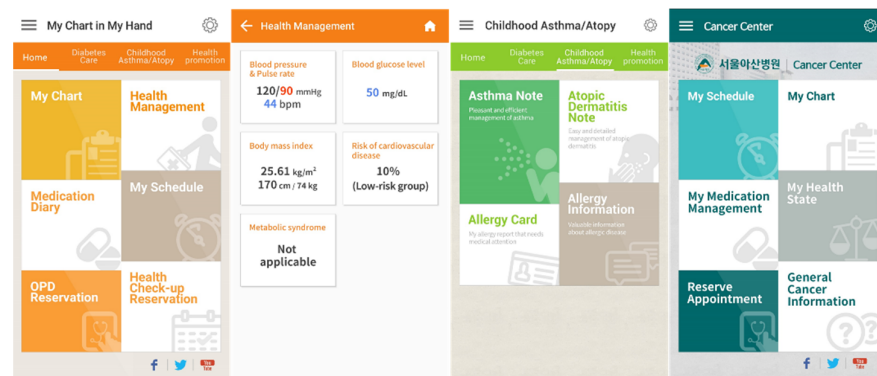 My Chart in My Hand
Home
Diabetes
Care
Childhood
Asthma/Atopy
Health
promotion
My Chart
Health
Management
Medication
Diary
My Schedule
OPD
Reservation
Health
Check-up
Reservation
f
You
Tube
Health Management
Blood pressure
& Pulse rate
120/90 mmHg
44 bpm
Blood glucose level
50 mg/dL
Body mass index
25.61 kg/m²
170 cm / 74 kg
Risk of cardiovascular
disease
10%
(Low-risk group)
Metabolic syndrome
Not
applicable
Childhood Asthma/Atopy
Home
Diabetes
Care
Childhood
Asthma/Atopy
Health
promotion
Asthma Note
Pleasant and efficient
management of asthma
Atopic
Dermatitis
Note
Easy and detailed
management of atopic
dermatitis
Allergy Card
My allergy report that needs
medical attention
Allergy
Information
Valuable information
about allergic disease
Cancer Center
서울아산병원 | Cancer Center
My Schedule
My Chart
My Medication
Management
My Health
State
Reserve
Appointment
General
Cancer
Information
??
f
You
Tube